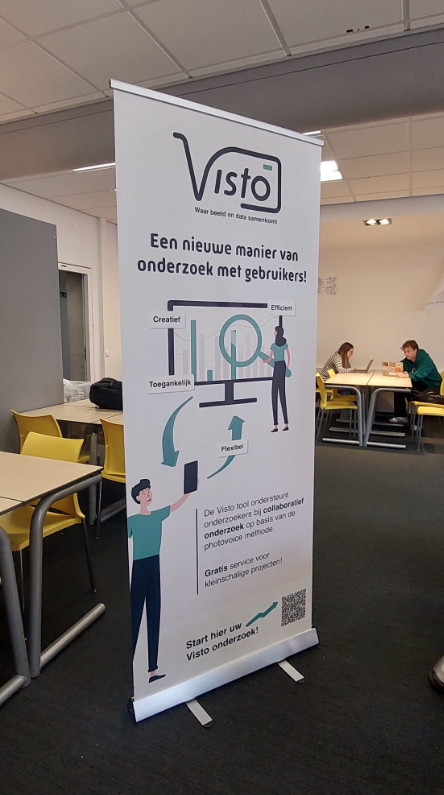 Visto
Waar beeld en data samenkomt
Een nieuwe manier van
onderzoek met gebruikers!
Efficient
Creatief
Toegankelijk
Flexibel
De Visto tool ondersteunt
onderzoekers bij collaboratief
onderzoek op basis van de
photovoice methode.
Gratis service voor
kleinschalige projecten!
Start hier uw
Visto onderzoek!